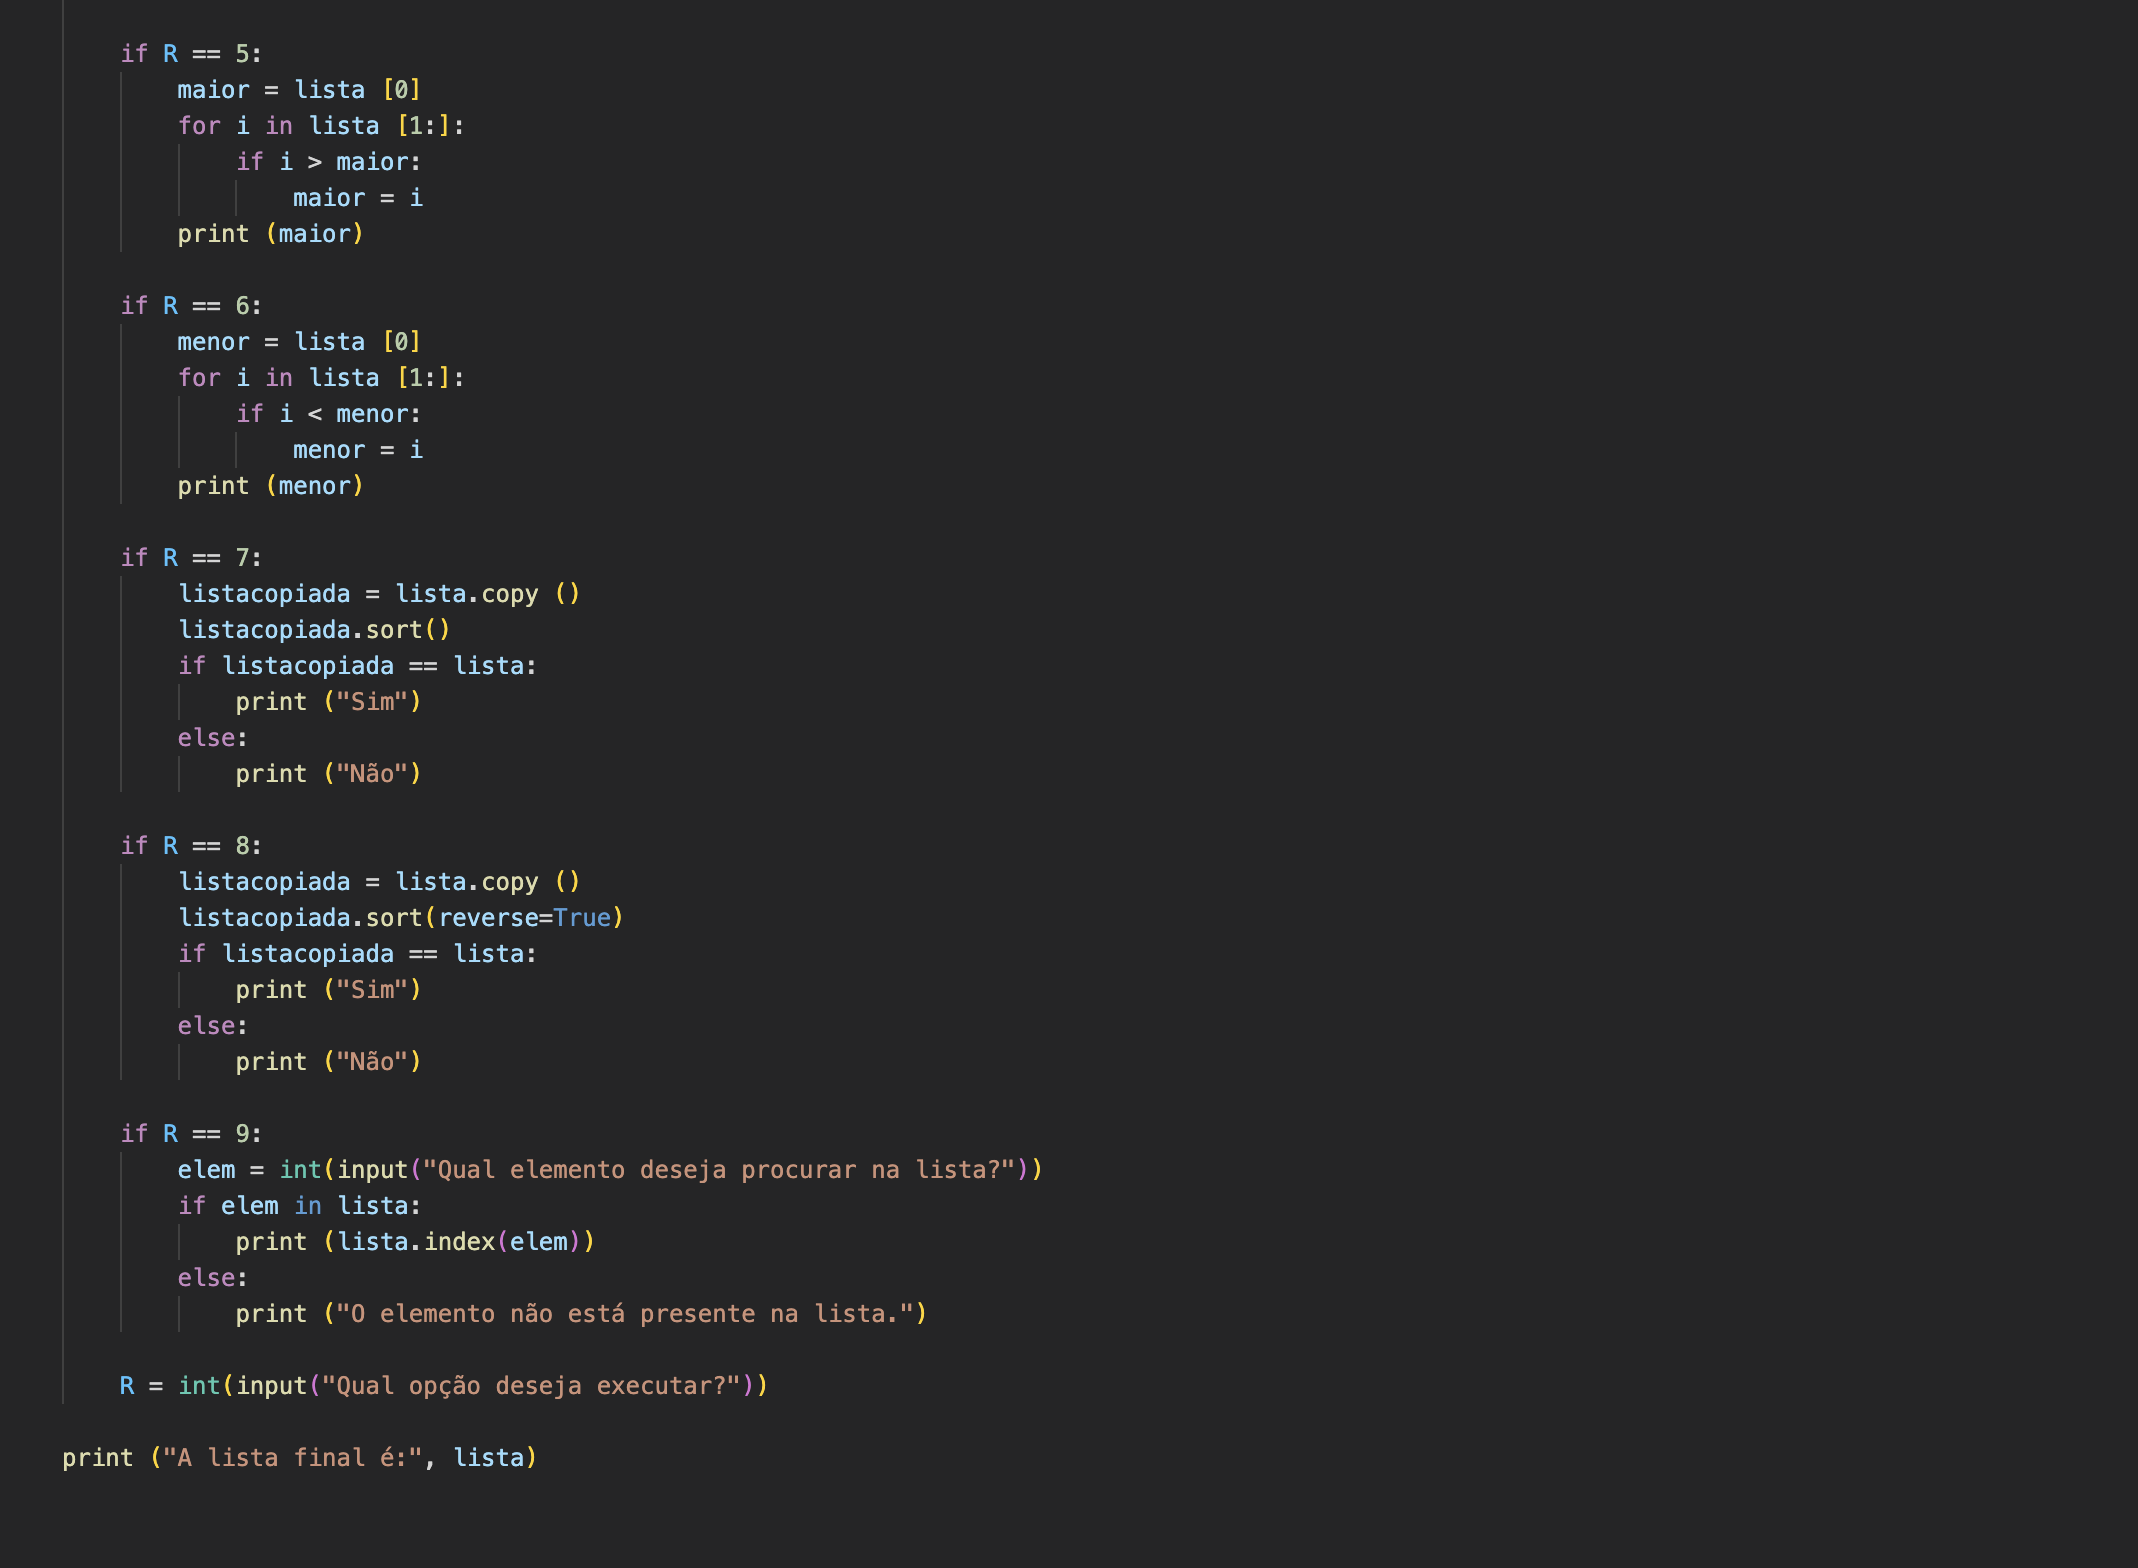 if R == 5:
maior = lista [0]
for i in lista [1:]:
if i > maior:
maior = i
print (maior)
if R == 6:
menor = lista [0]
for i in lista [1:]:
if i < menor:
menor = i
print (menor)
if R == 7:
listacopiada = lista.copy ()
listacopiada.sort()
if listacopiada == lista:
print ("Sim")
else:
print ("Não")
if R == 8:
listacopiada = lista.copy ()
listacopiada.sort(reverse=True)
if listacopiada == lista:
print ("Sim")
else:
print ("Não")
if R == 9:
elem = int(input("Qual elemento deseja procurar na lista?"))
if elem in lista:
print (lista.index(elem))
else:
print ("O elemento não está presente na lista.")
R = int(input("Qual opção deseja executar?"))
print ("A lista final é:", lista)